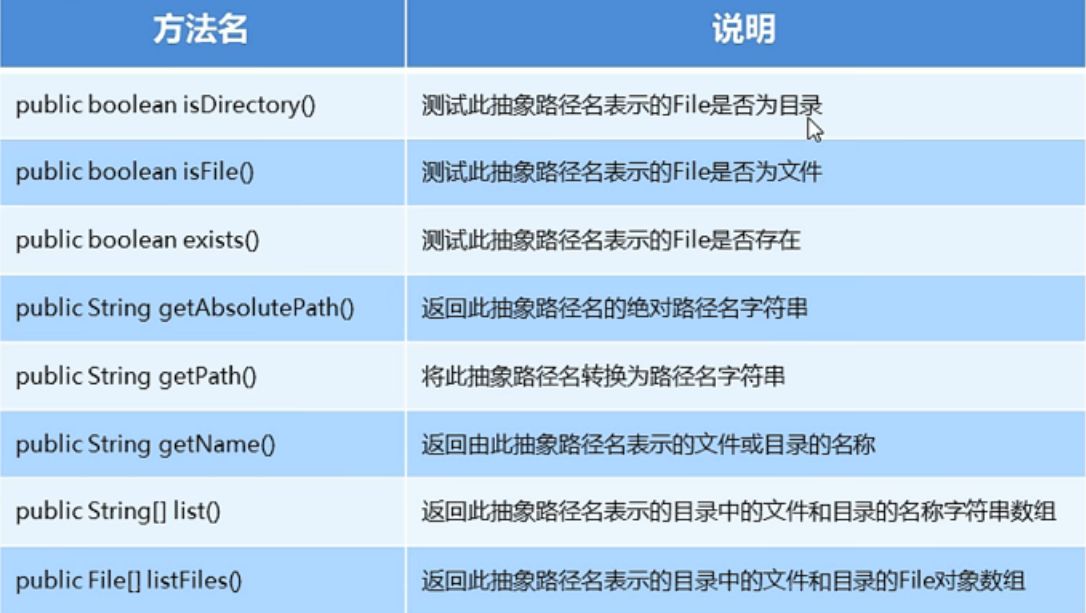 方法名 说明
public boolean isDirectory() 测试此抽象路径名表示的File是否为目录
public boolean isFile() 测试此抽象路径名表示的File是否为文件
public boolean exists() 测试此抽象路径名表示的File是否存在
public String getAbsolutePath() 返回此抽象路径名的绝对路径名字符串
public String getPath() 将此抽象路径名转换为路径名字符串
public String getName() 返回由此抽象路径名表示的文件或目录的名称
public String[] list() 返回此抽象路径名表示的目录中的文件和目录的名称字符串数组
public File[] listFiles() 返回此抽象路径名表示的目录中的文件和目录的File对象数组